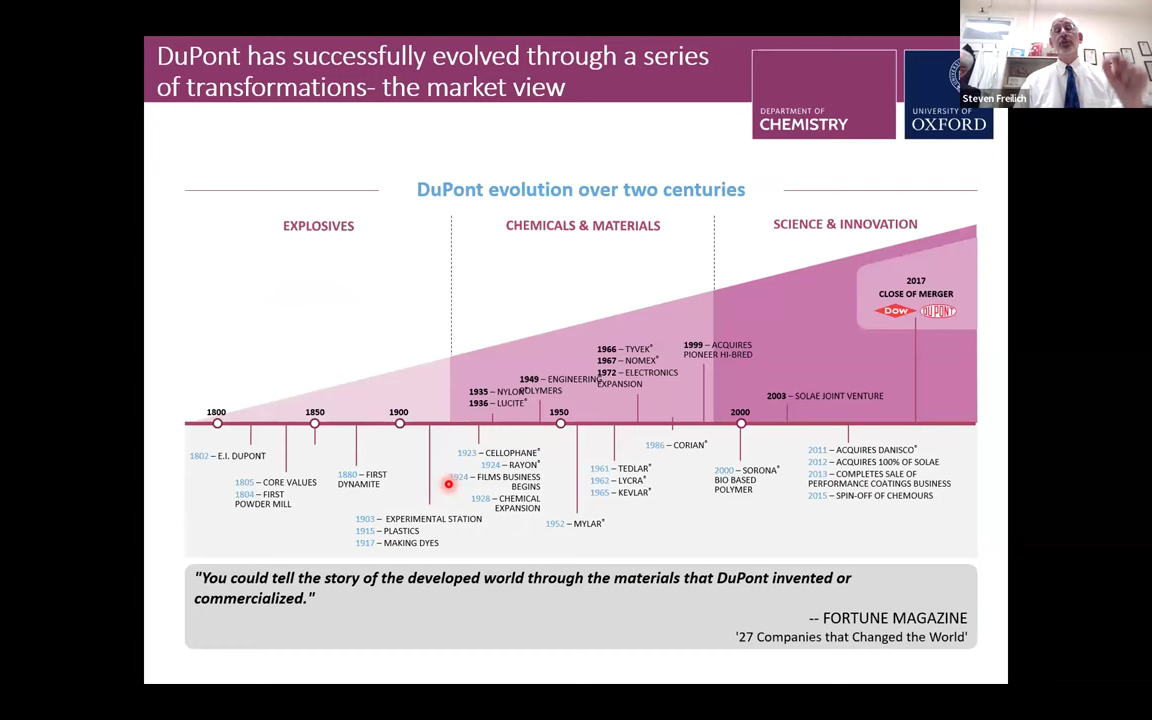 DuPont has successfully evolved through a series
of transformations- the market view
DEPARTMENT OF
CHEMISTRY
UNIVERSITY OF
OXFORD
Steven Freilich
DuPont evolution over two centuries
EXPLOSIVES
CHEMICALS & MATERIALS
SCIENCE & INNOVATION
2017
CLOSE OF MERGER
Dow
DUPONT
1966 – TYVEK®
1967 – NOMEX®
1972 – ELECTRONICS
EXPANSION
1999 – ACQUIRES
PIONEER HI-BRED
1949 – ENGINEERING
POLYMERS
1935 – NYLON®
1936 – LUCITE®
2003 – SOLAE JOINT VENTURE
1800
1850
1900
1950
2000
1802 – E.I. DUPONT
1805 – CORE VALUES
1804 – FIRST
POWDER MILL
1880 – FIRST
DYNAMITE
1903 – EXPERIMENTAL STATION
1915 – PLASTICS
1917 – MAKING DYES
1923 – CELLOPHANE®
1924 – RAYON®
24 – FILMS BUSINESS
BEGINS
1928 – CHEMICAL
EXPANSION
1952 – MYLAR®
1961 – TEDLAR®
1962 – LYCRA®
1965 – KEVLAR®
1986 – CORIAN®
2000 – SORONA®
BIO BASED
POLYMER
2011 – ACQUIRES DANISCO®
2012 – ACQUIRES 100% OF SOLAE
2013 – COMPLETES SALE OF
PERFORMANCE COATINGS BUSINESS
2015 – SPIN-OFF OF CHEMOURS
"You could tell the story of the developed world through the materials that DuPont invented or
commercialized."
-- FORTUNE MAGAZINE
'27 Companies that Changed the World'